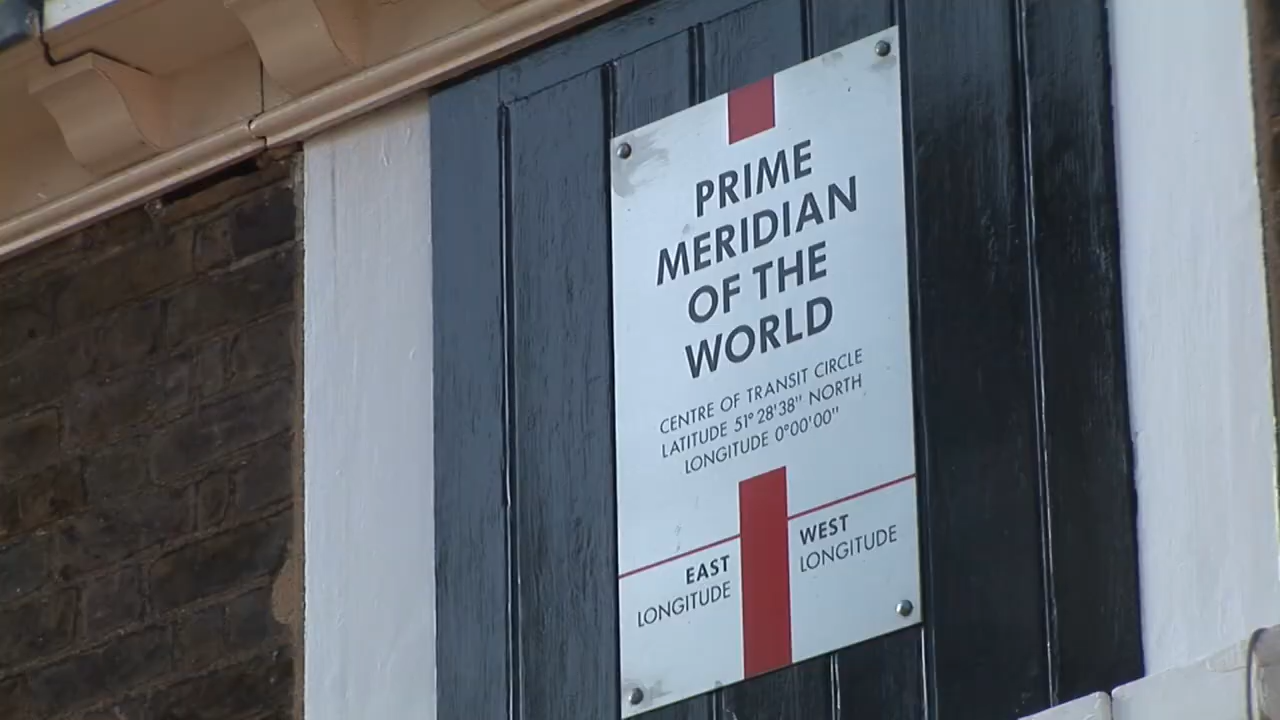 PRIME
MERIDIAN
OF THE
WORLD
CENTRE OF TRANSIT CIRCLE
LATITUDE 51° 28'38" NORTH
LONGITUDE 0°00'00"
EAST
LONGITUDE
WEST
LONGITUDE